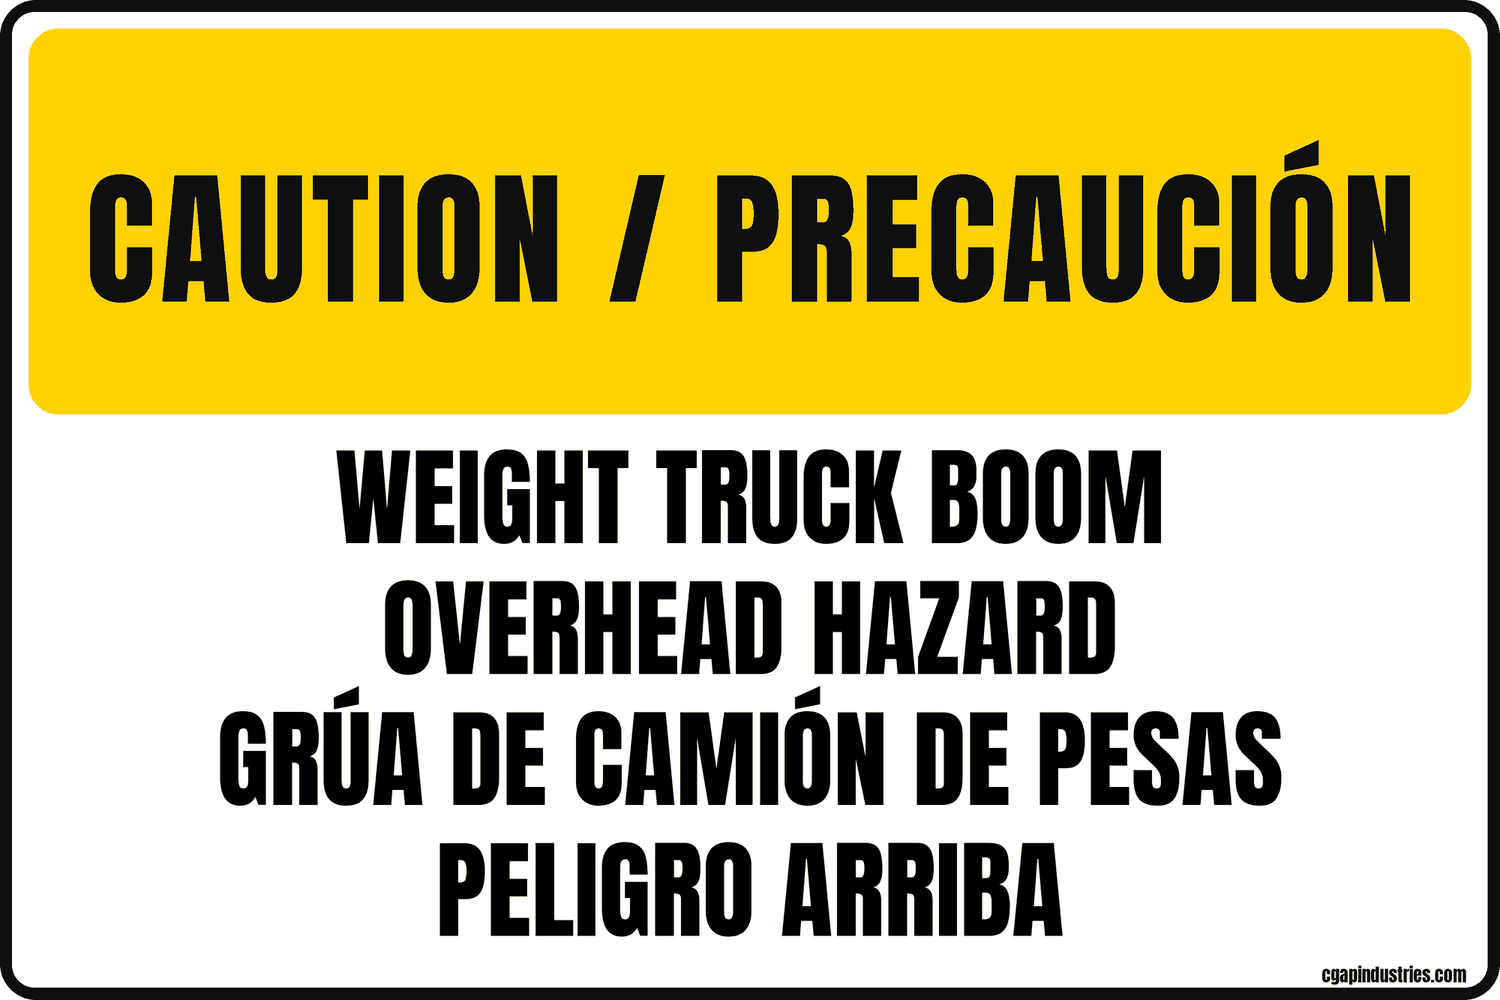 CAUTION / PRECAUCIÓN
WEIGHT TRUCK BOOM
OVERHEAD HAZARD
GRÚA DE CAMIÓN DE PESAS
PELIGRO ARRIBA
cgapindustries.com